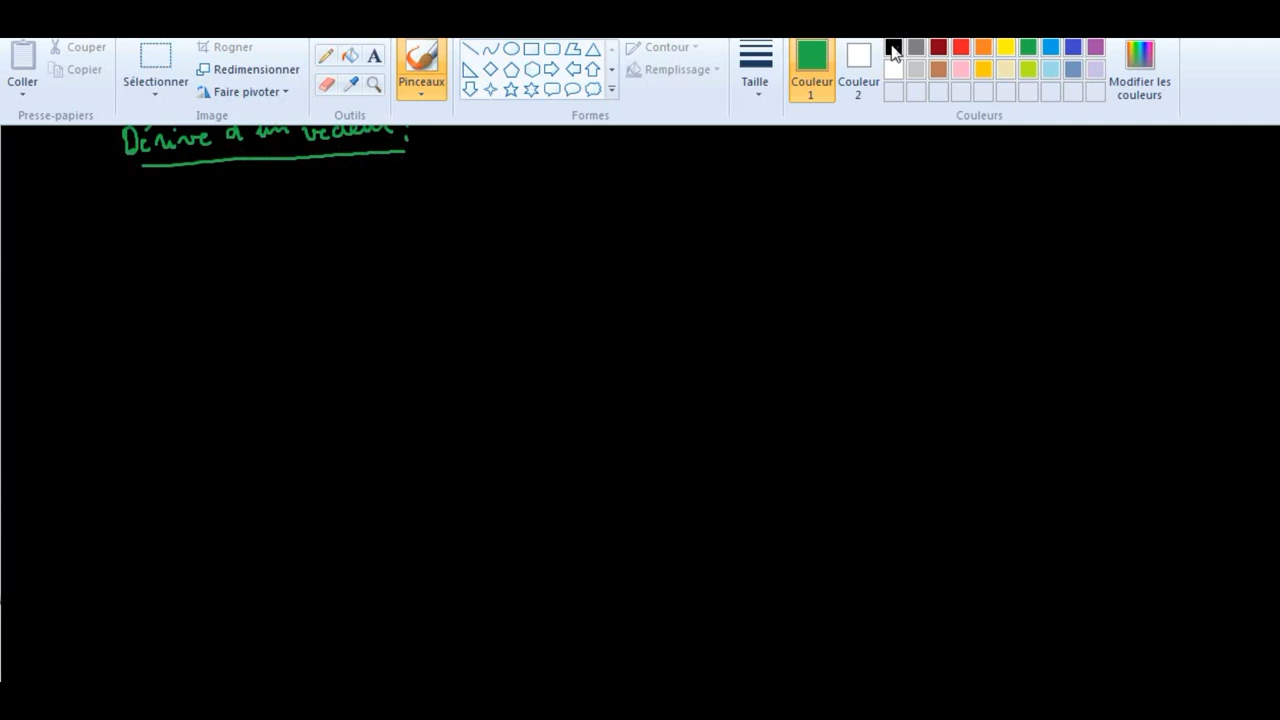 Couper
Copier
Coller
Presse-papiers
Sélectionner
Rogner
Redimensionner
Faire pivoter
Image
A
Outils
Pinceaux
Contour
Remplissage
Formes
Taille
Couleur
1
Couleur
2
Modifier les
couleurs
Couleurs
Dérive d'un vecteur :